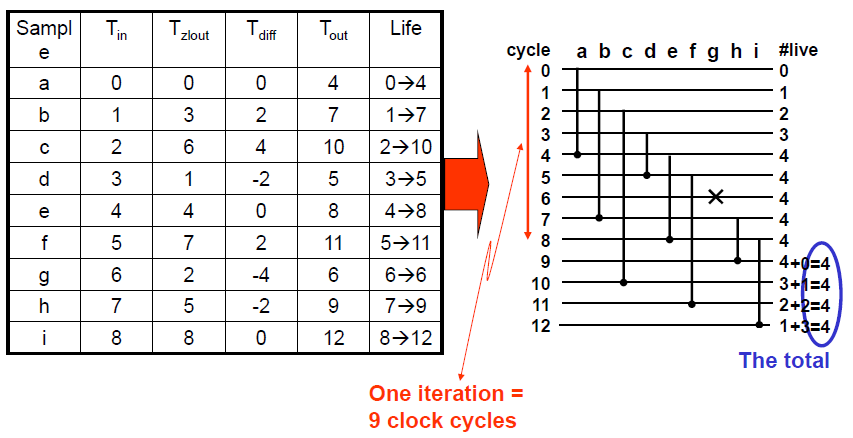 Sampl
e
Tin Tzlout Tdiff Tout Life
a 0 0 0 4 0→4
b 1 3 2 7 1→7
c 2 6 4 10 2→10
d 3 1 -2 5 3→5
e 4 4 0 8 4→8
f 5 7 2 11 5→11
g 6 2 -4 6 6→6
h 7 5 -2 9 7→9
i 8 8 0 12 8→12
cycle a b c d e f g h i #live
0 0
1 1
2 2
3 3
4 4
5 4
6 4
7 4
8 4
9 4+0=4
10 3+1=4
11 2+2=4
12 1+3=4
The total
One iteration =
9 clock cycles